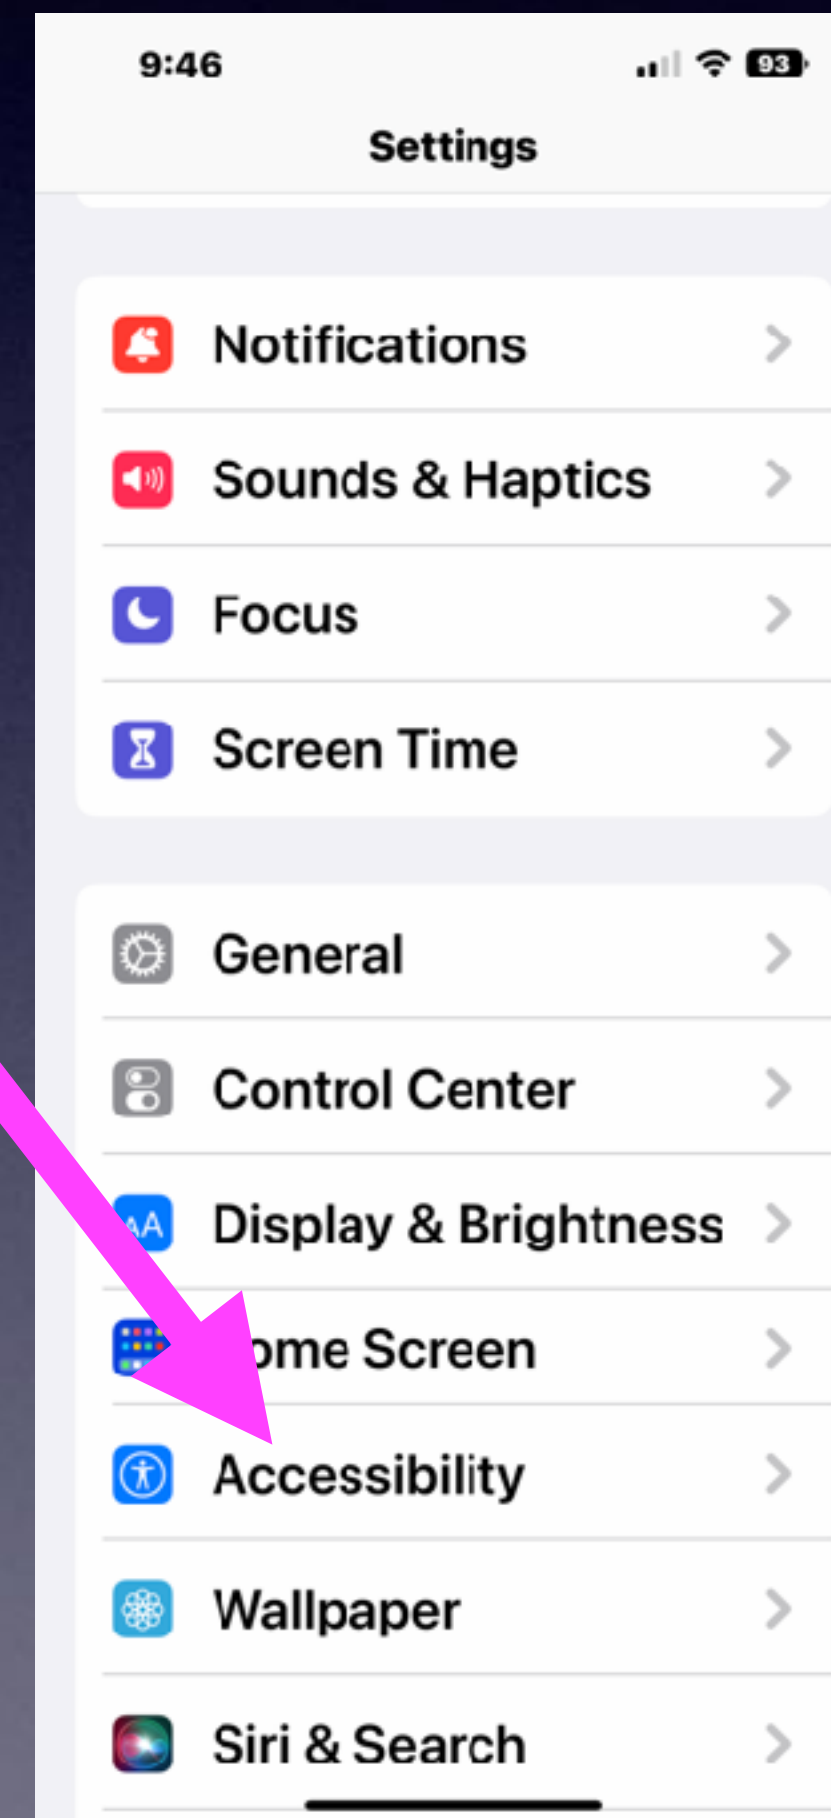 9:46
93
Settings
Notifications
Sounds & Haptics
Focus
Screen Time
General
Control Center
AA
Display & Brightness
ome Screen
Accessibility
Wallpaper
Siri & Search